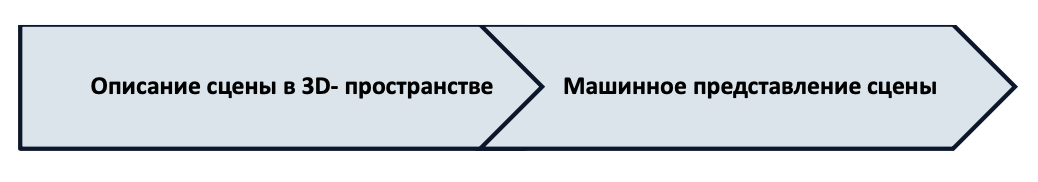 Описание сцены в 3D- пространстве
Машинное представление сцены